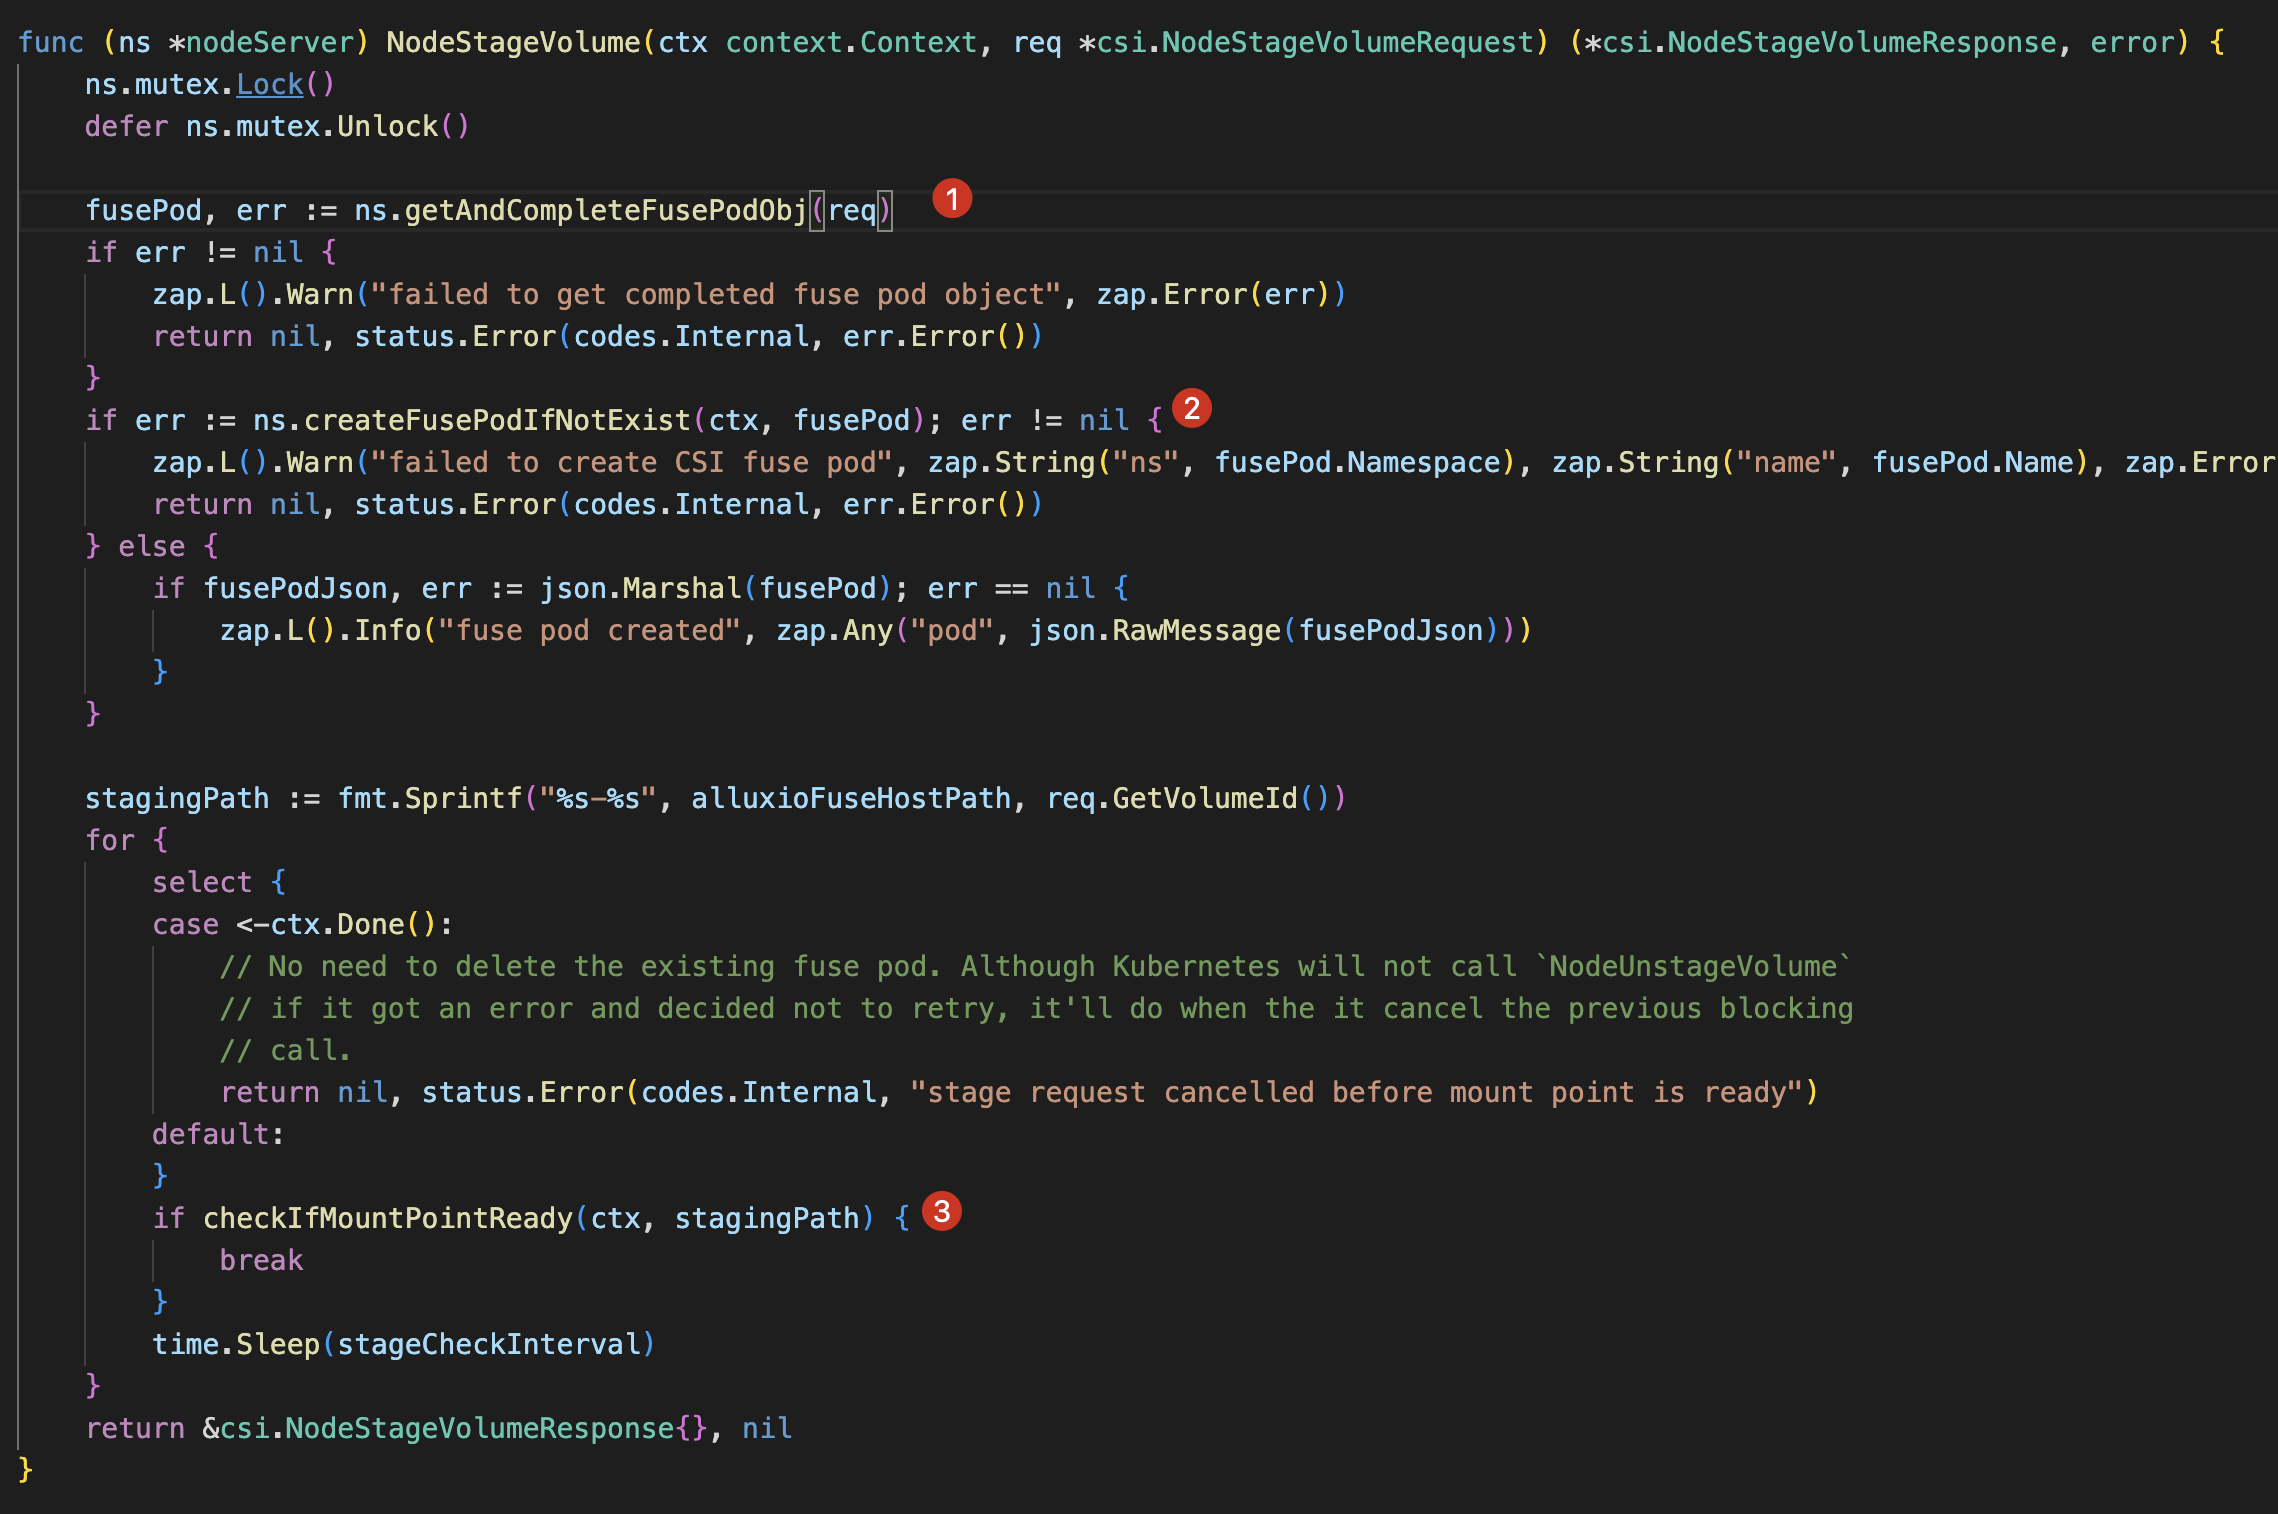 func (ns *nodeServer) NodeStageVolume(ctx context.Context, req *csi.NodeStageVolumeRequest) (*csi.NodeStageVolumeResponse, error) {
    ns.mutex.Lock()
    defer ns.mutex.Unlock()

    fusePod, err := ns.getAndCompleteFusePodObj(req) 1
    if err != nil {
        zap.L().Warn("failed to get completed fuse pod object", zap.Error(err))
        return nil, status.Error(codes.Internal, err.Error())
    }
    if err := ns.createFusePodIfNotExist(ctx, fusePod); err != nil { 2
        zap.L().Warn("failed to create CSI fuse pod", zap.String("ns", fusePod.Namespace), zap.String("name", fusePod.Name), zap.Error
        return nil, status.Error(codes.Internal, err.Error())
    } else {
        if fusePodJson, err := json.Marshal(fusePod); err == nil {
            zap.L().Info("fuse pod created", zap.Any("pod", json.RawMessage(fusePodJson)))
        }
    }

    stagingPath := fmt.Sprintf("%s-%s", alluxioFuseHostPath, req.GetVolumeId())
    for {
        select {
        case <-ctx.Done():
            // No need to delete the existing fuse pod. Although Kubernetes will not call `NodeUnstageVolume`
            // if it got an error and decided not to retry, it'll do when the it cancel the previous blocking
            // call.
            return nil, status.Error(codes.Internal, "stage request cancelled before mount point is ready")
        default:
        }
        if checkIfMountPointReady(ctx, stagingPath) { 3
            break
        }
        time.Sleep(stageCheckInterval)
    }
    return &csi.NodeStageVolumeResponse{}, nil
}